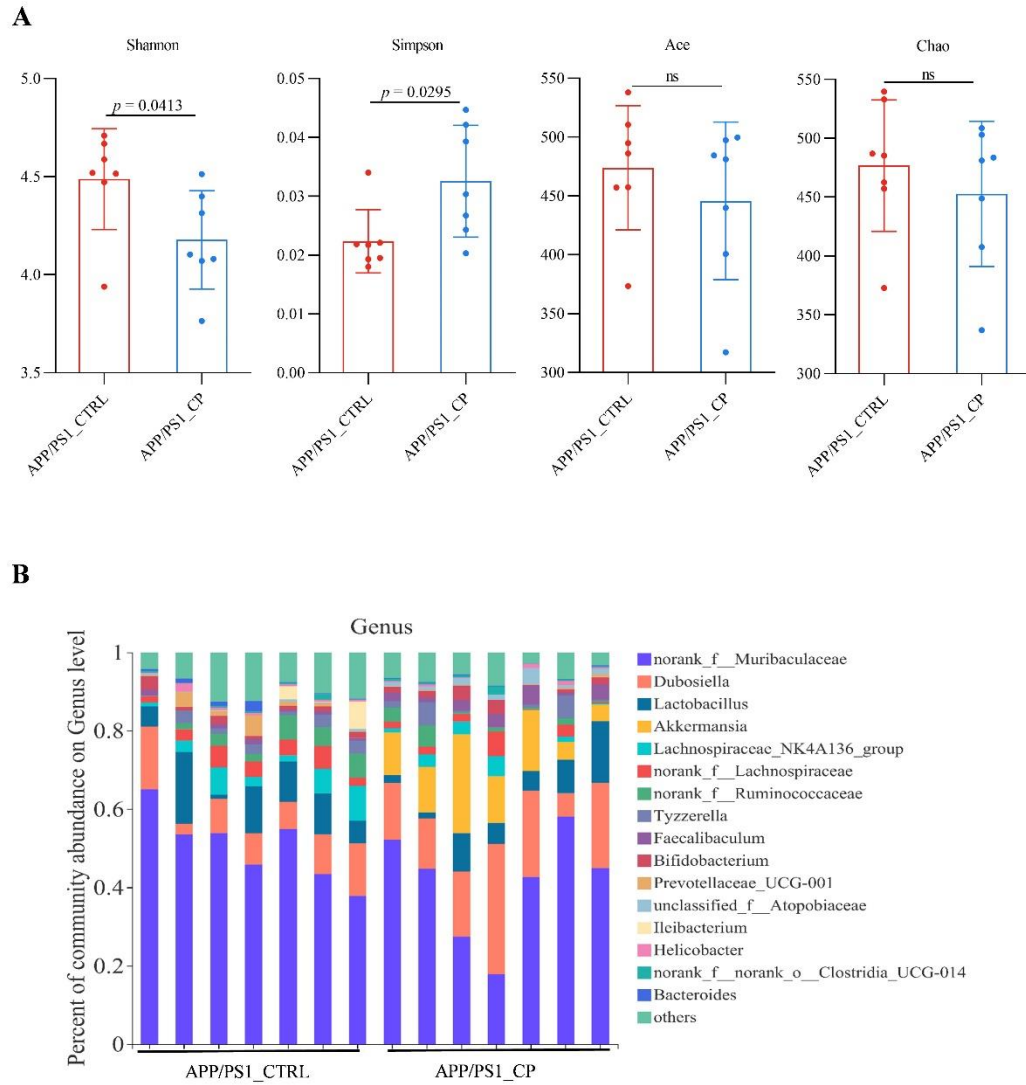 A
Shannon
Simpson
Ace
Chao
5.0
4.5
4.0
3.5
p = 0.0413
APP/PS1_CTRL
APP/PS1_CP
0.05
0.04
0.03
0.02
0.01
0.00
p = 0.0295
APP/PS1_CTRL
APP/PS1_CP
550
500
450
400
350
300
ns
APP/PS1_CTRL
APP/PS1_CP
550
500
450
400
350
300
ns
APP/PS1_CTRL
APP/PS1_CP
B
Genus
Percent of community abundance on Genus level
1
0.8
0.6
0.4
0.2
0
APP/PS1_CTRL
APP/PS1_CP
norank_f__Muribaculaceae
Dubosiella
Lactobacillus
Akkermansia
Lachnospiraceae_NK4A136_group
norank_f__Lachnospiraceae
norank_f__Ruminococcaceae
Tyzzerella
Faecalibaculum
Bifidobacterium
Prevotellaceae_UCG-001
unclassified_f__Atopobiaceae
Ileibacterium
Helicobacter
norank_f__norank_o__Clostridia_UCG-014
Bacteroides
others